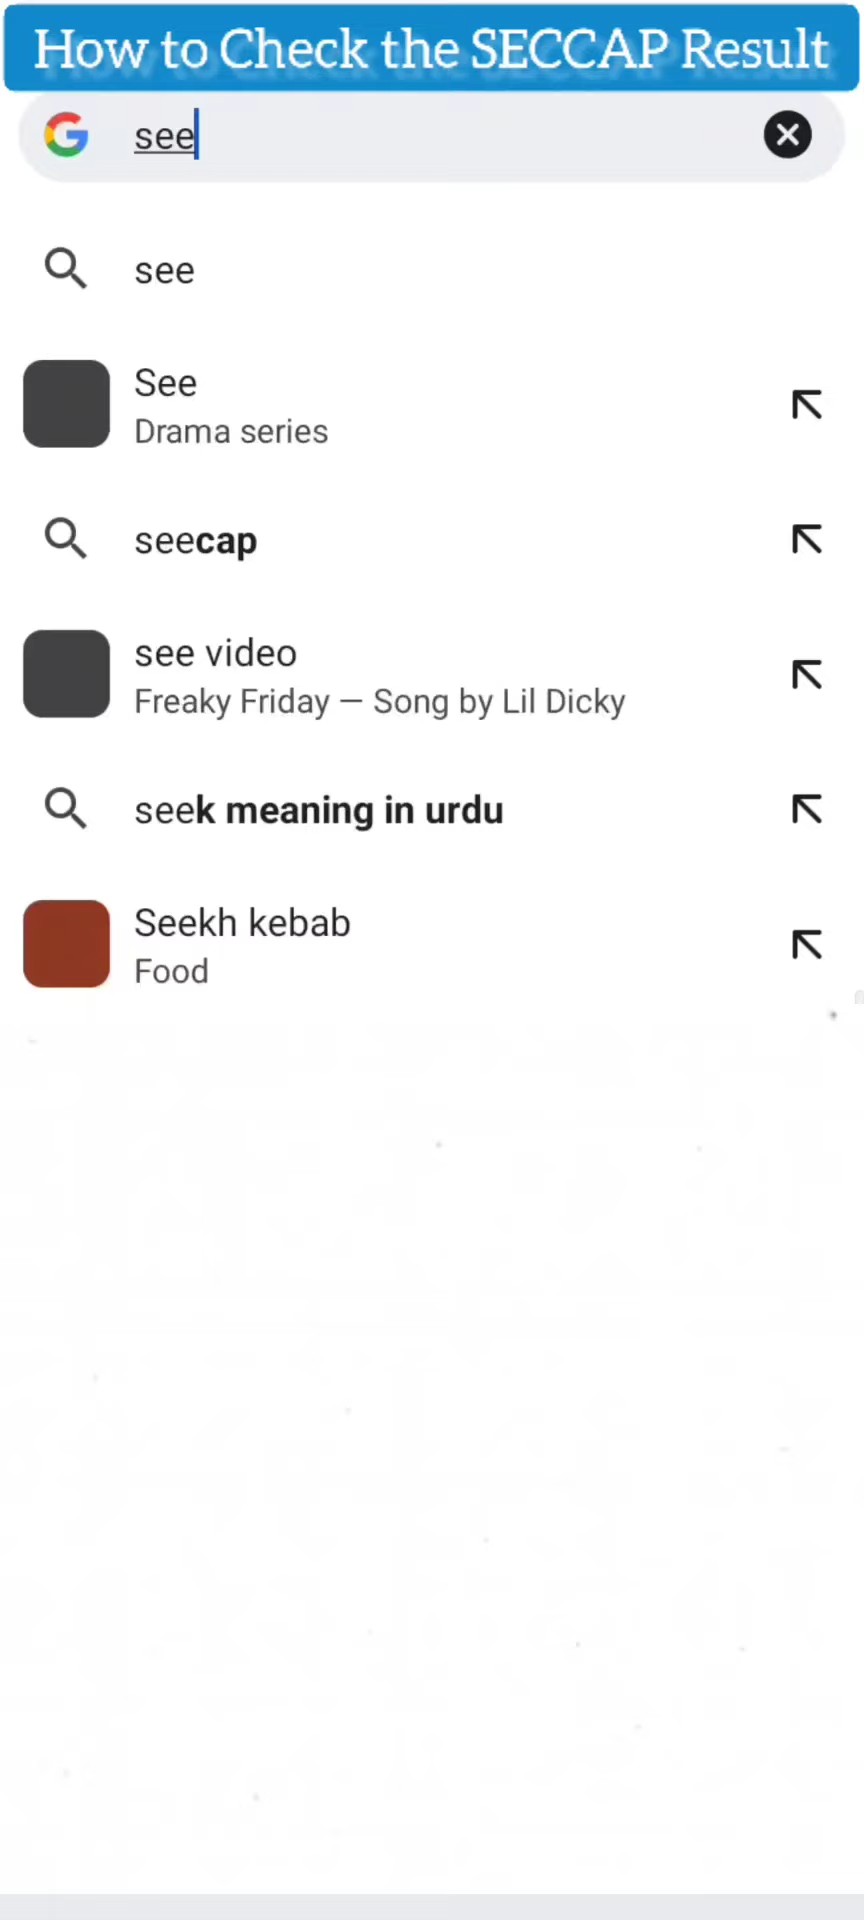 How to Check the SECCAP Result
see
see
See
Drama series
seecap
see video
Freaky Friday — Song by Lil Dicky
seek meaning in urdu
Seekh kebab
Food